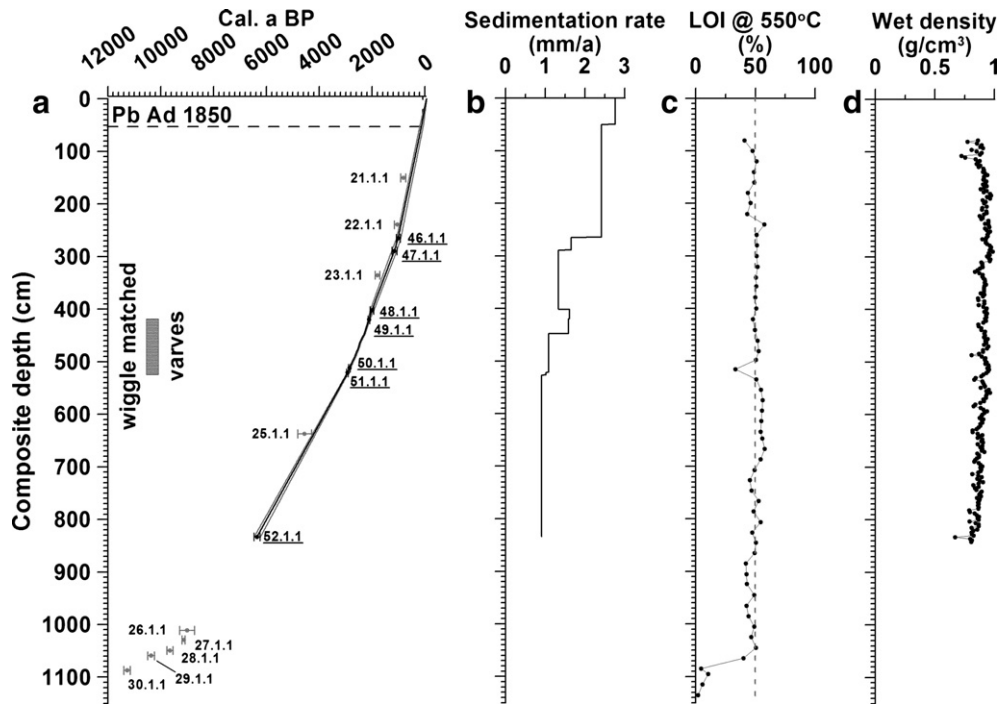 Cal. a BP
12000 10000 8000 6000 4000 2000 0
Sedimentation rate
(mm/a)
0 1 2 3
LOI @ 550°C
(%)
0 50 100
Wet density
(g/cm³)
0 0.5 1
a
b
c
d
Composite depth (cm)
0
100
200
300
400
500
600
700
800
900
1000
1100
Pb Ad 1850
wiggle matched
varves
21.1.1
22.1.1
46.1.1
47.1.1
23.1.1
48.1.1
49.1.1
50.1.1
51.1.1
25.1.1
52.1.1
26.1.1
27.1.1
28.1.1
29.1.1
30.1.1